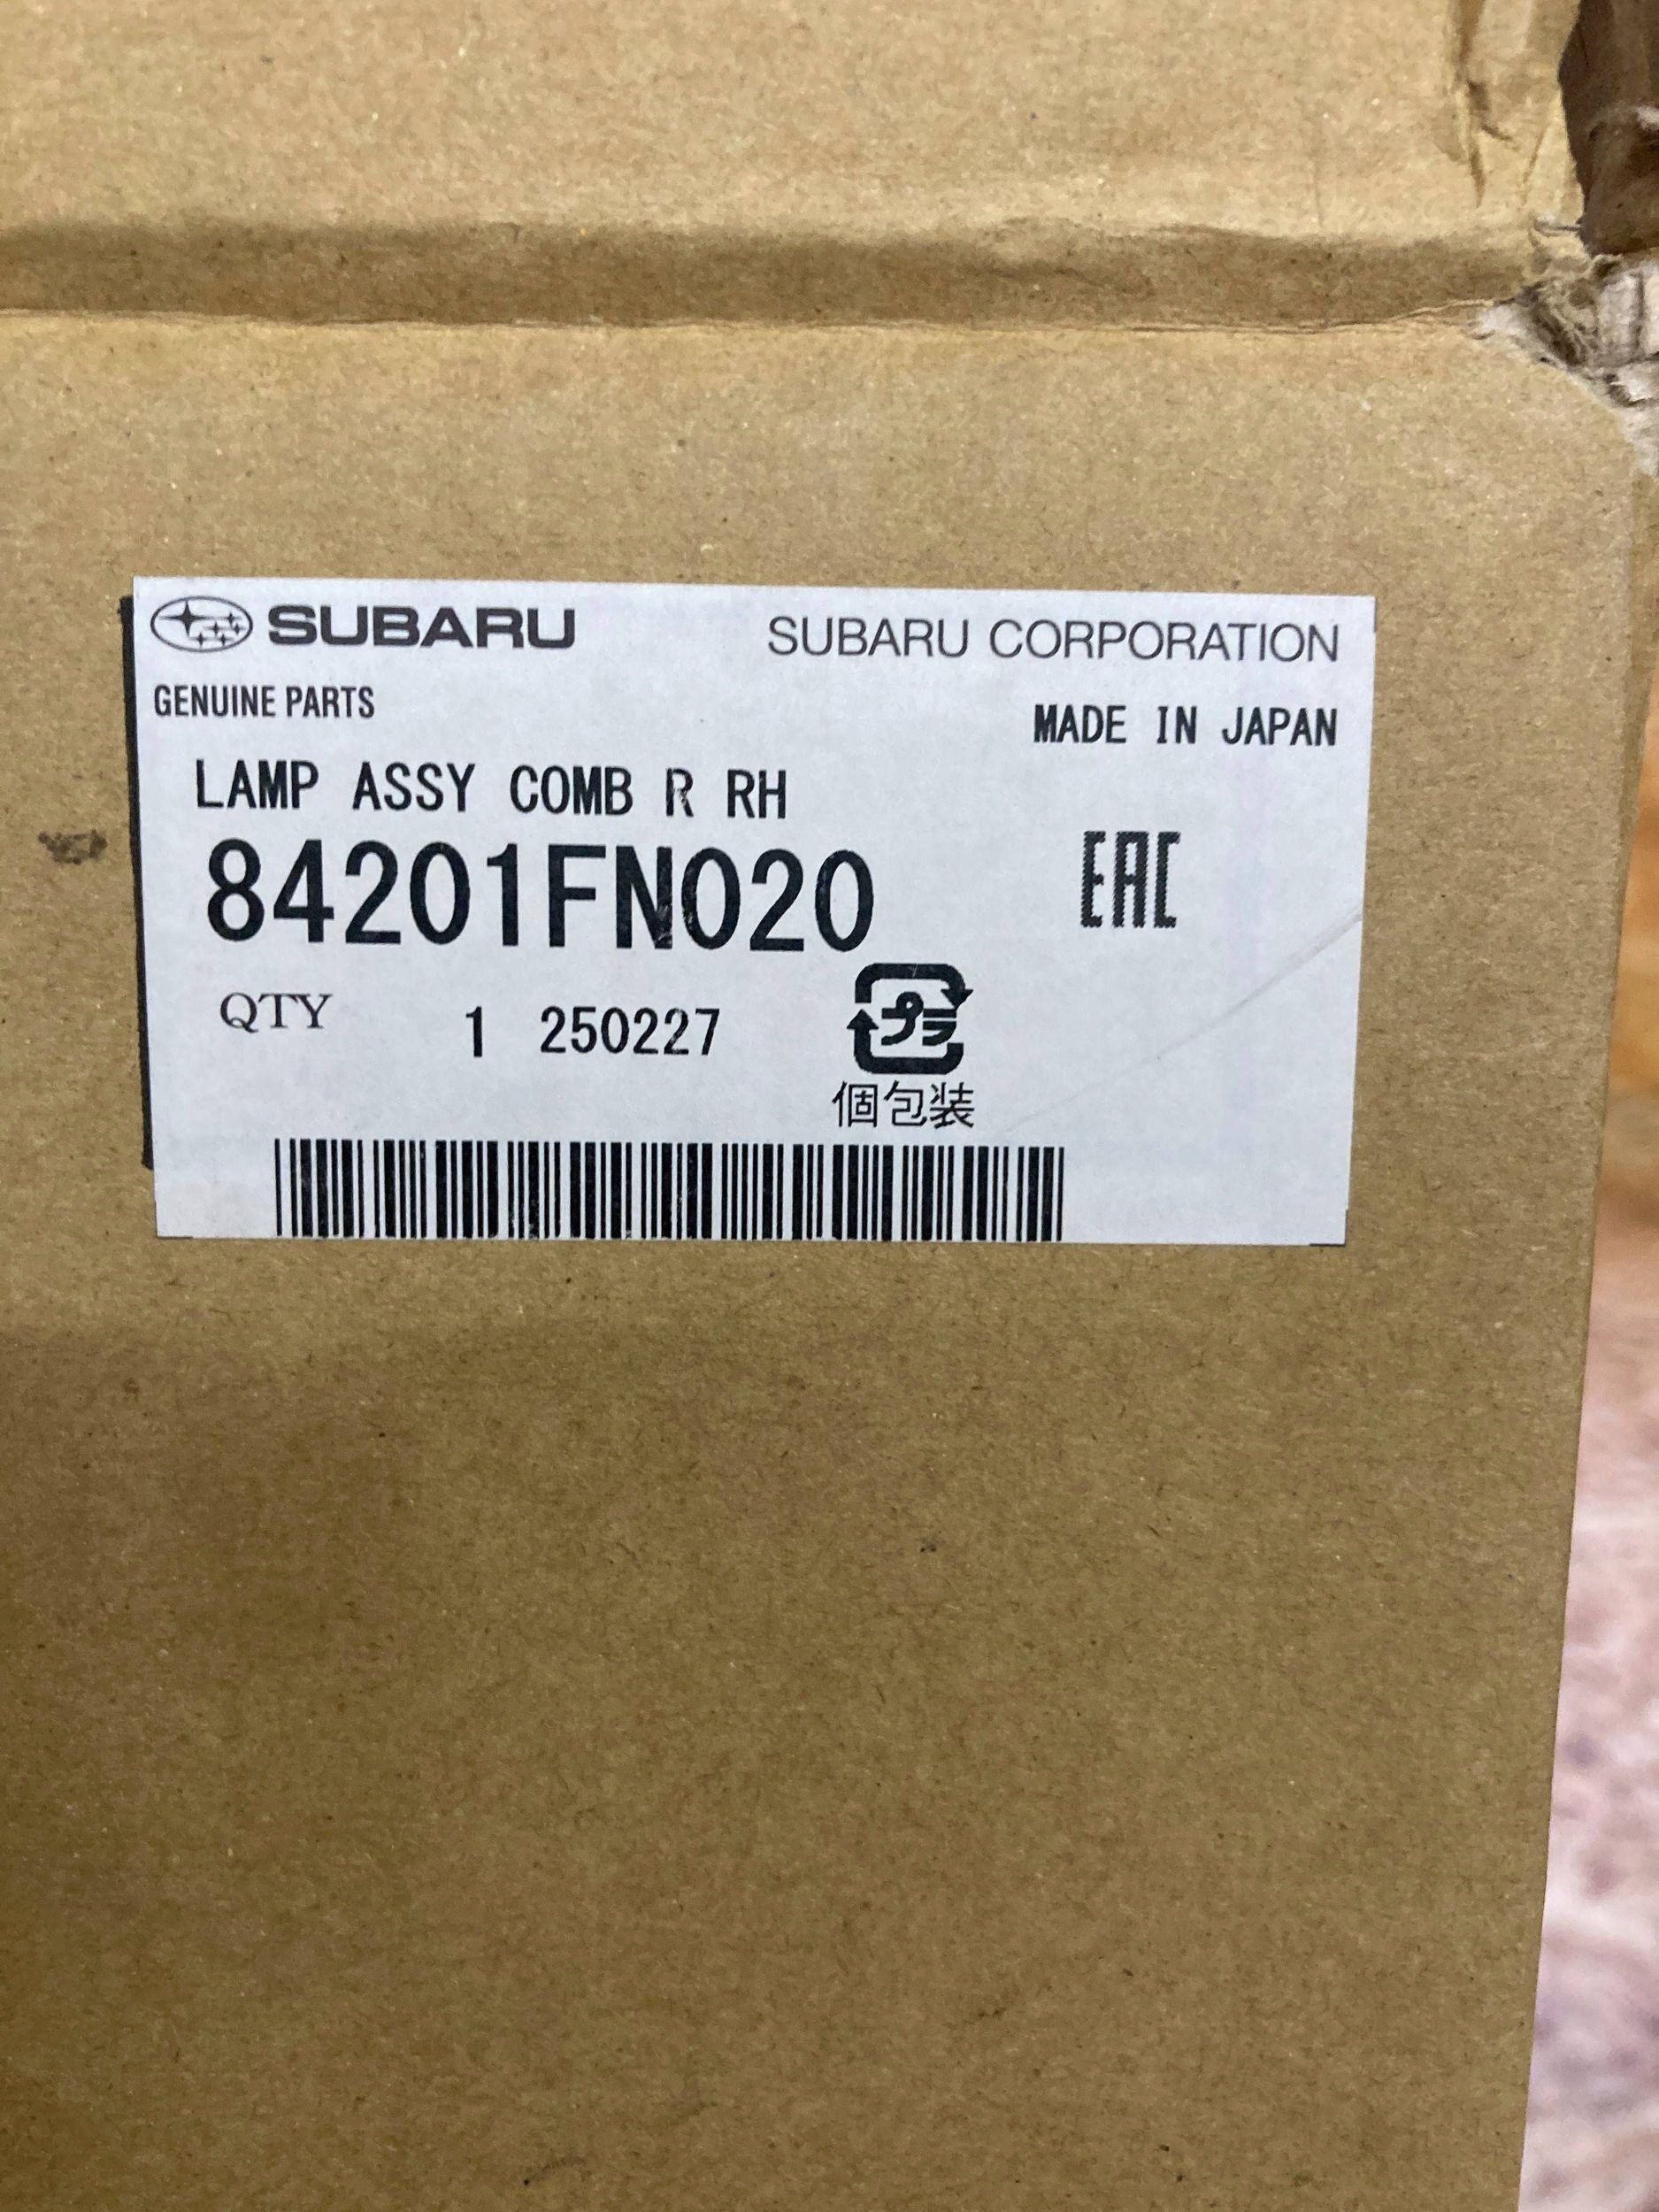 SUBARU SUBARU CORPORATION
GENUINE PARTS MADE IN JAPAN
LAMP ASSY COMB R RH
84201FN020 EAC
QTY 1 250227 プラ
個包装